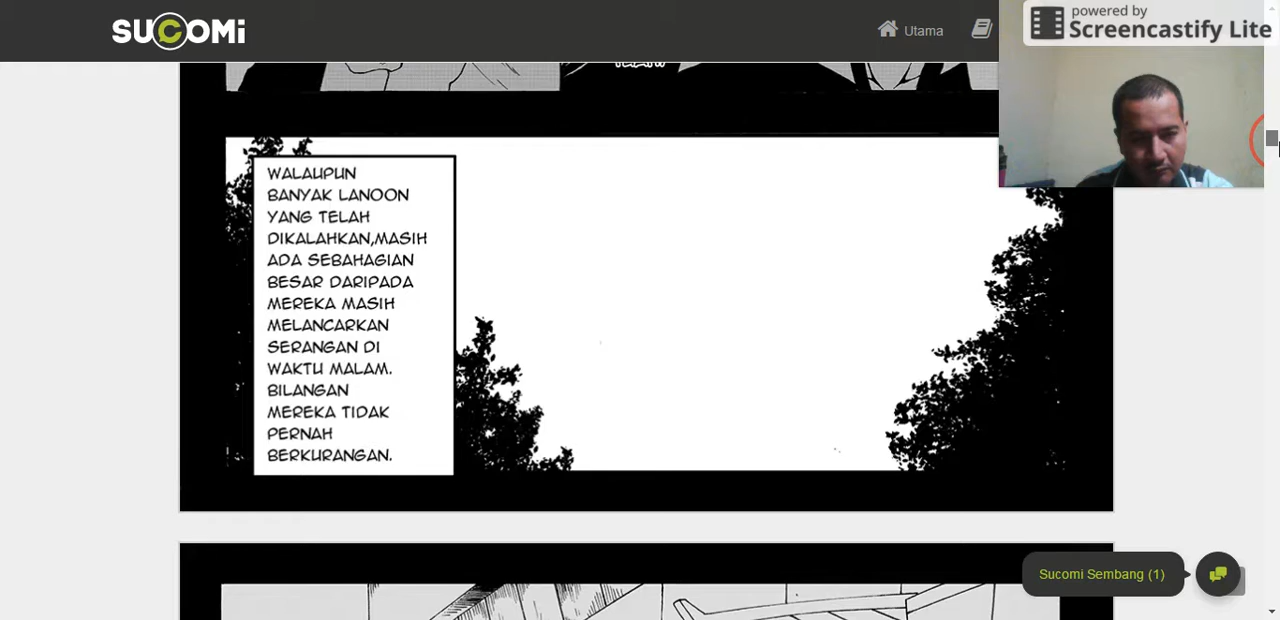 SUCOMi
Utama
powered by
Screencastify Lite
WALAUPUN
BANYAK LANOON
YANG TELAH
DIKALAHKAN,MASIH
ADA SEBAHAGIAN
BESAR DARIPADA
MEREKA MASIH
MELANCARKAN
SERANGAN DI
WAKTU MALAM.
BILANGAN
MEREKA TIDAK
PERNAH
BERKURANGAN.
Sucomi Sembang (1)